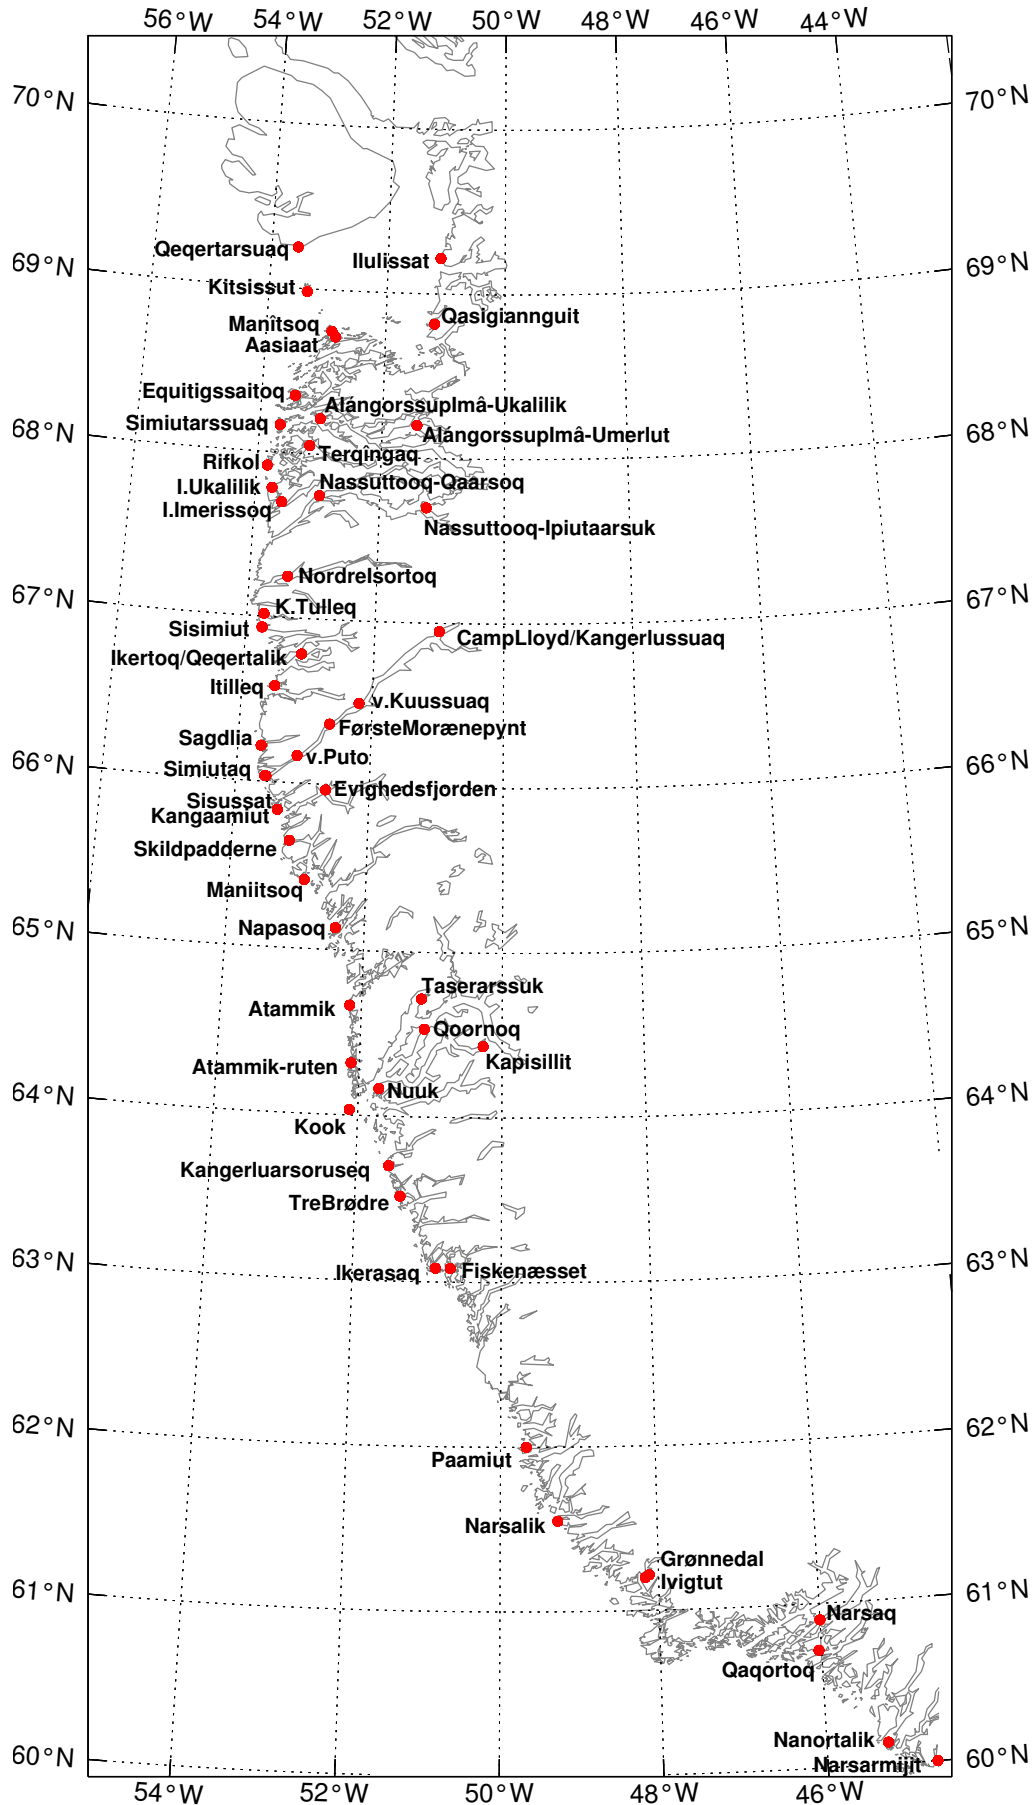 56°W 54°W 52°W 50°W 48°W 46°W 44°W
70°N 70°N
Qeqertarsuaq
Ilulissat
69°N 69°N
Kitsissut
Qasigiannguit
Manîtsoq
Aasiaat
Equitigssaitoq
Alángorssuplmâ-Ukalilik
Simiutarssuaq
Alángorssuplmâ-Umerlut
68°N 68°N
Terqîngaq
Rifkol
Nassuttooq-Qaarsoq
I.Ukalilik
I.Imerissoq
Nassuttooq-Ipiutaarsuk
Nordrelsortoq
67°N 67°N
K.Tulleq
Sisimiut
CampLloyd/Kangerlussuaq
Ikertoq/Qeqertalik
Itilleq
v.Kuussuaq
FørsteMorænepynt
Sagdlia
v.Puto
66°N 66°N
Simiutaq
Evighedsfjorden
Sisussat
Kangaamiut
Skildpadderne
Maniitsoq
65°N 65°N
Napasoq
Taserarssuk
Atammik
Qoornoq
Kapisillit
Atammik-ruten
Nuuk
64°N 64°N
Kook
Kangerluarsoruseq
TreBrødre
63°N 63°N
Ikerasaq
Fiskenæsset
62°N 62°N
Paamiut
Narsalik
Grønnedal
Ivigtut
61°N 61°N
Narsaq
Qaqortoq
Nanortalik
60°N 60°N
Narsarmijit
54°W 52°W 50°W 48°W 46°W